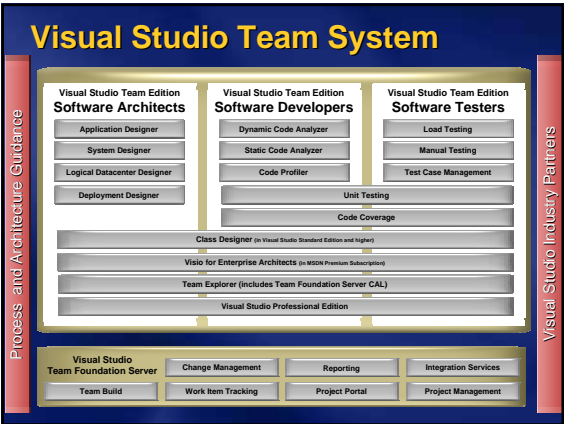 Visual Studio Team System
Process and Architecture Guidance
Visual Studio Team Edition
Software Architects
Application Designer
System Designer
Logical Datacenter Designer
Deployment Designer
Visual Studio Team Edition
Software Developers
Dynamic Code Analyzer
Static Code Analyzer
Code Profiler
Visual Studio Team Edition
Software Testers
Load Testing
Manual Testing
Test Case Management
Unit Testing
Code Coverage
Class Designer (in Visual Studio Standard Edition and higher)
Visio for Enterprise Architects (in MSDN Premium Subscription)
Team Explorer (includes Team Foundation Server CAL)
Visual Studio Professional Edition
Visual Studio
Team Foundation Server
Change Management
Reporting
Integration Services
Team Build
Work Item Tracking
Project Portal
Project Management
Visual Studio Industry Partners